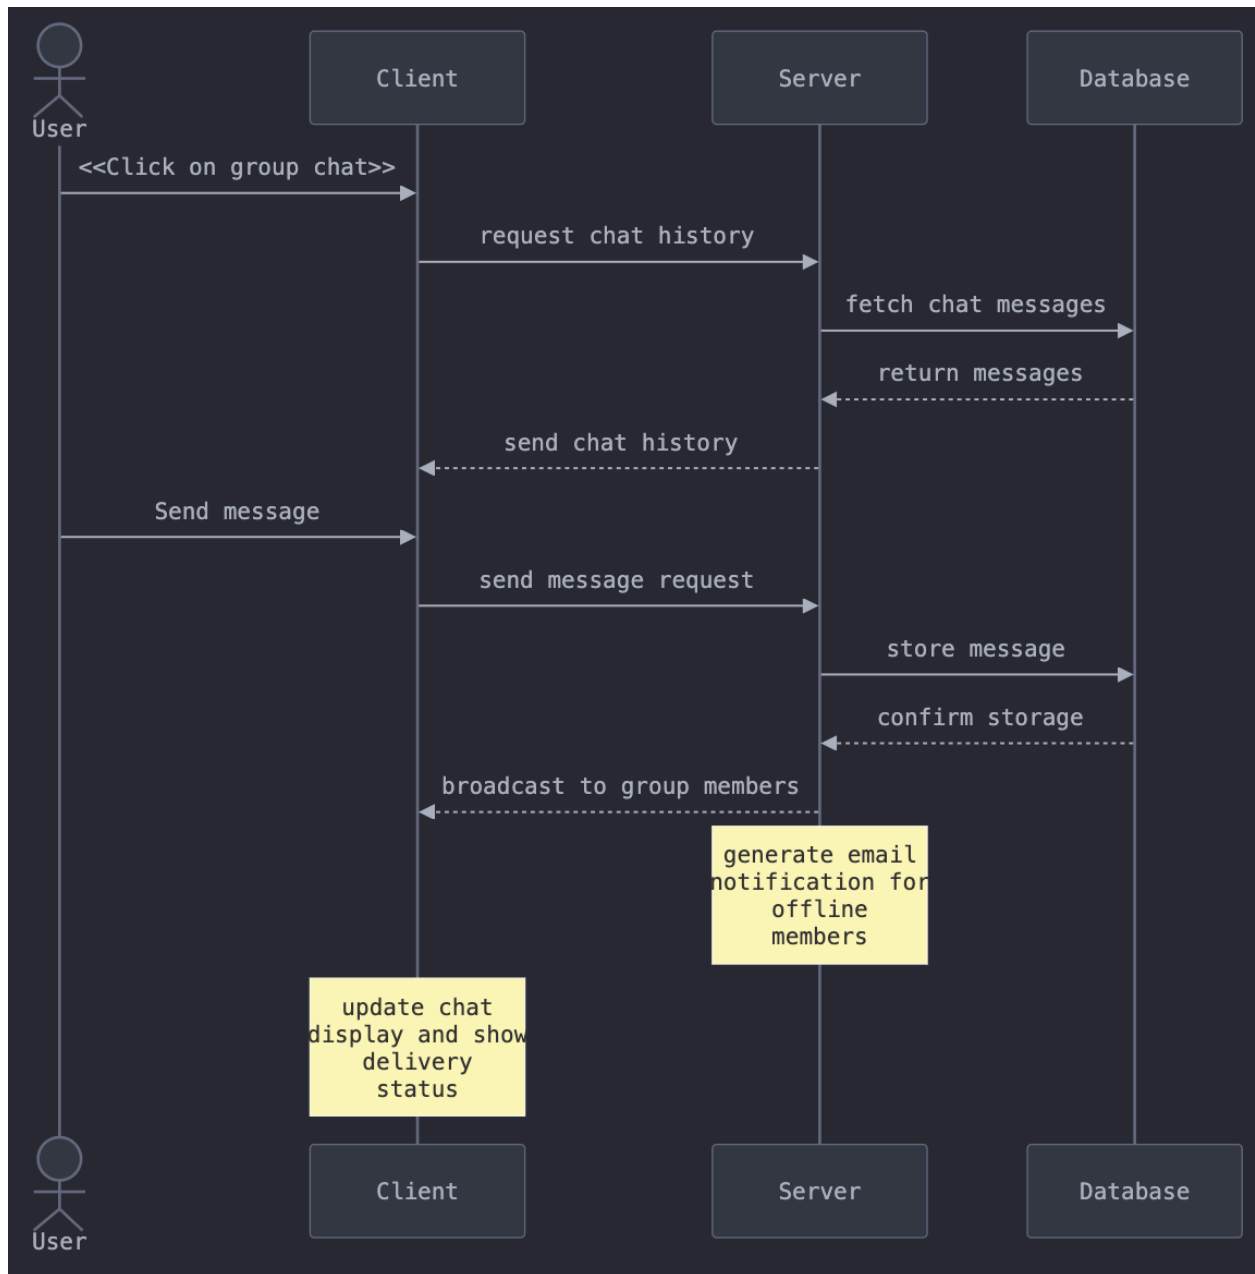 Client
Server
Database
User
<<Click on group chat>>
request chat history
fetch chat messages
return messages
send chat history
Send message
send message request
store message
confirm storage
broadcast to group members
generate email
notification for
offline
members
update chat
display and show
delivery
status
Client
Server
Database
User